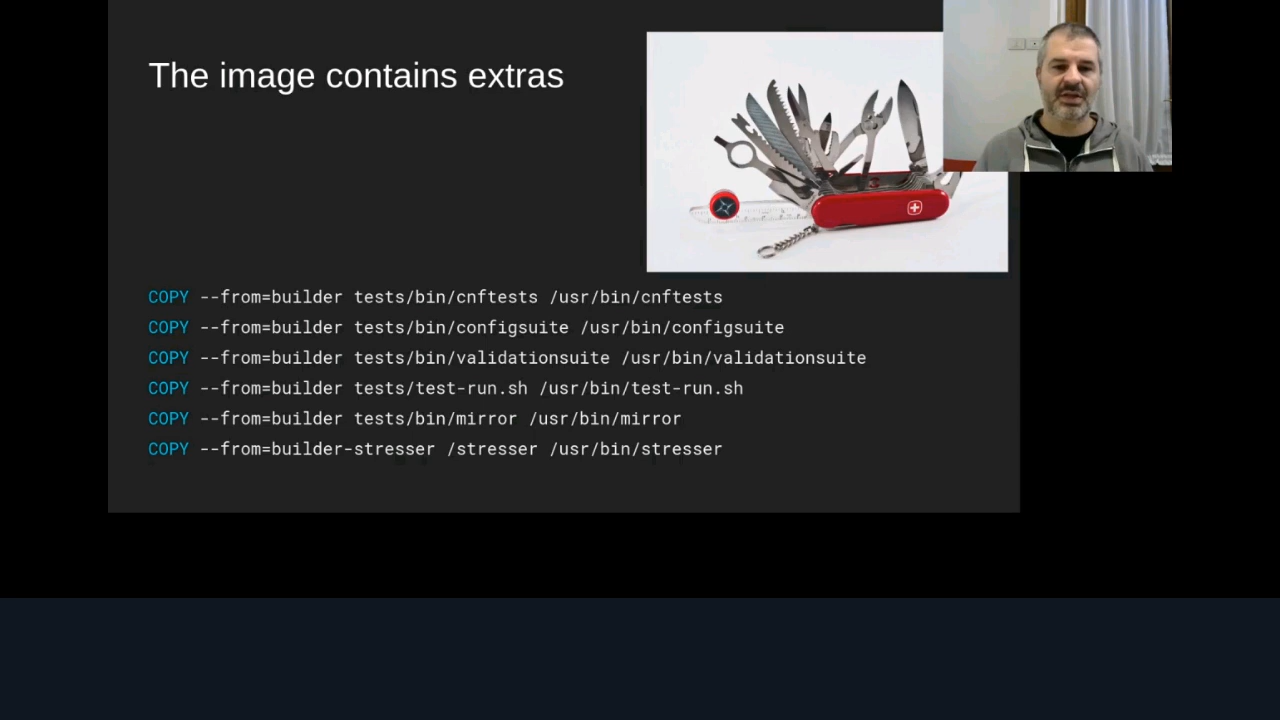 The image contains extras
COPY --from=builder tests/bin/cnftests /usr/bin/cnftests
COPY --from=builder tests/bin/configsuite /usr/bin/configsuite
COPY --from=builder tests/bin/validationsuite /usr/bin/validationsuite
COPY --from=builder tests/test-run.sh /usr/bin/test-run.sh
COPY --from=builder tests/bin/mirror /usr/bin/mirror
COPY --from=builder-stresser /stresser /usr/bin/stresser